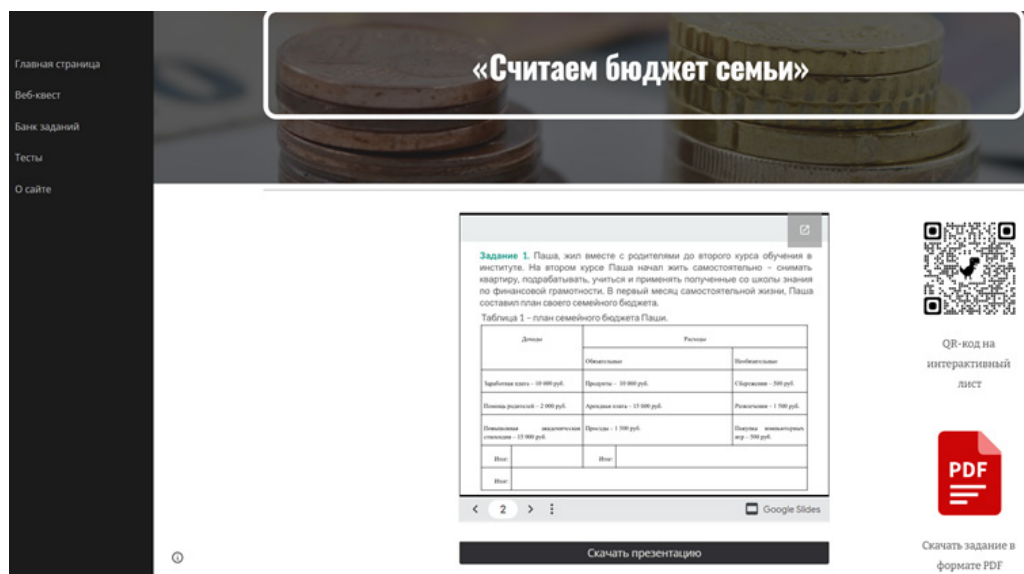 «Считаем бюджет семьи»
Главная страница
Веб-квест
Банк заданий
Тесты
О сайте
Задание 1. Паша, жил вместе с родителями до второго курса обучения в
институте. На втором курсе Паша начал жить самостоятельно – снимать
квартиру, подрабатывать, учиться и применять полученные со школы знания
по финансовой грамотности. В первый месяц самостоятельной жизни, Паша
составил план своего семейного бюджета.
Таблица 1 – план семейного бюджета Паши.
Доходы
Расходы
Обязательные
Необязательные
Заработная плата – 10 000 руб.
Продукты – 10 000 руб.
Сбережения – 500 руб.
Помощь родителей – 2 000 руб.
Арендная плата – 15 000 руб.
Развлечения – 1 500 руб.
Повышенная академическая
стипендия – 15 000 руб.
Проезды – 1 500 руб.
Покупка компьютерных
игр – 500 руб.
Итог:
Итог:
Итог:
2
Google Slides
Скачать презентацию
QR-код на
интерактивный
лист
PDF
Скачать задание в
формате PDF